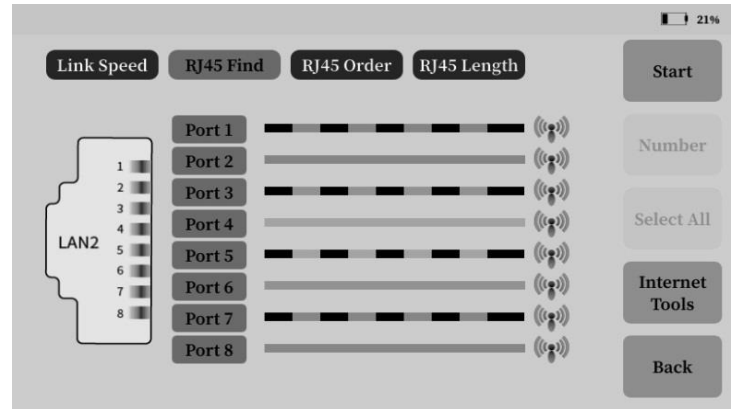 21%
Link Speed
RJ45 Find
RJ45 Order
RJ45 Length
Start
Number
Select All
Internet
Tools
Back
LAN2
1
2
3
4
5
6
7
8
Port 1
Port 2
Port 3
Port 4
Port 5
Port 6
Port 7
Port 8